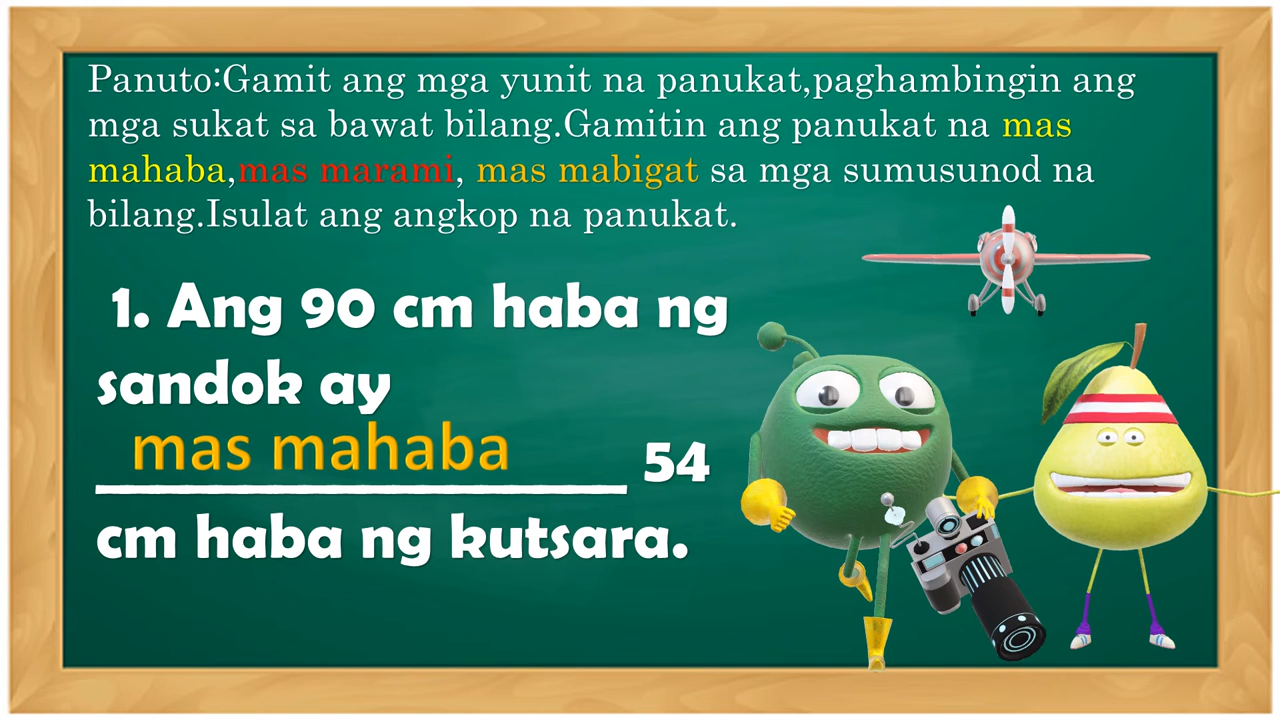 Panuto:Gamit ang mga yunit na panukat,paghambingin ang
mga sukat sa bawat bilang.Gamitin ang panukat na mas
mahaba,mas marami, mas mabigat sa mga sumusunod na
bilang.Isulat ang angkop na panukat.
1. Ang 90 cm haba ng
sandok ay
mas mahaba 54
cm haba ng kutsara.